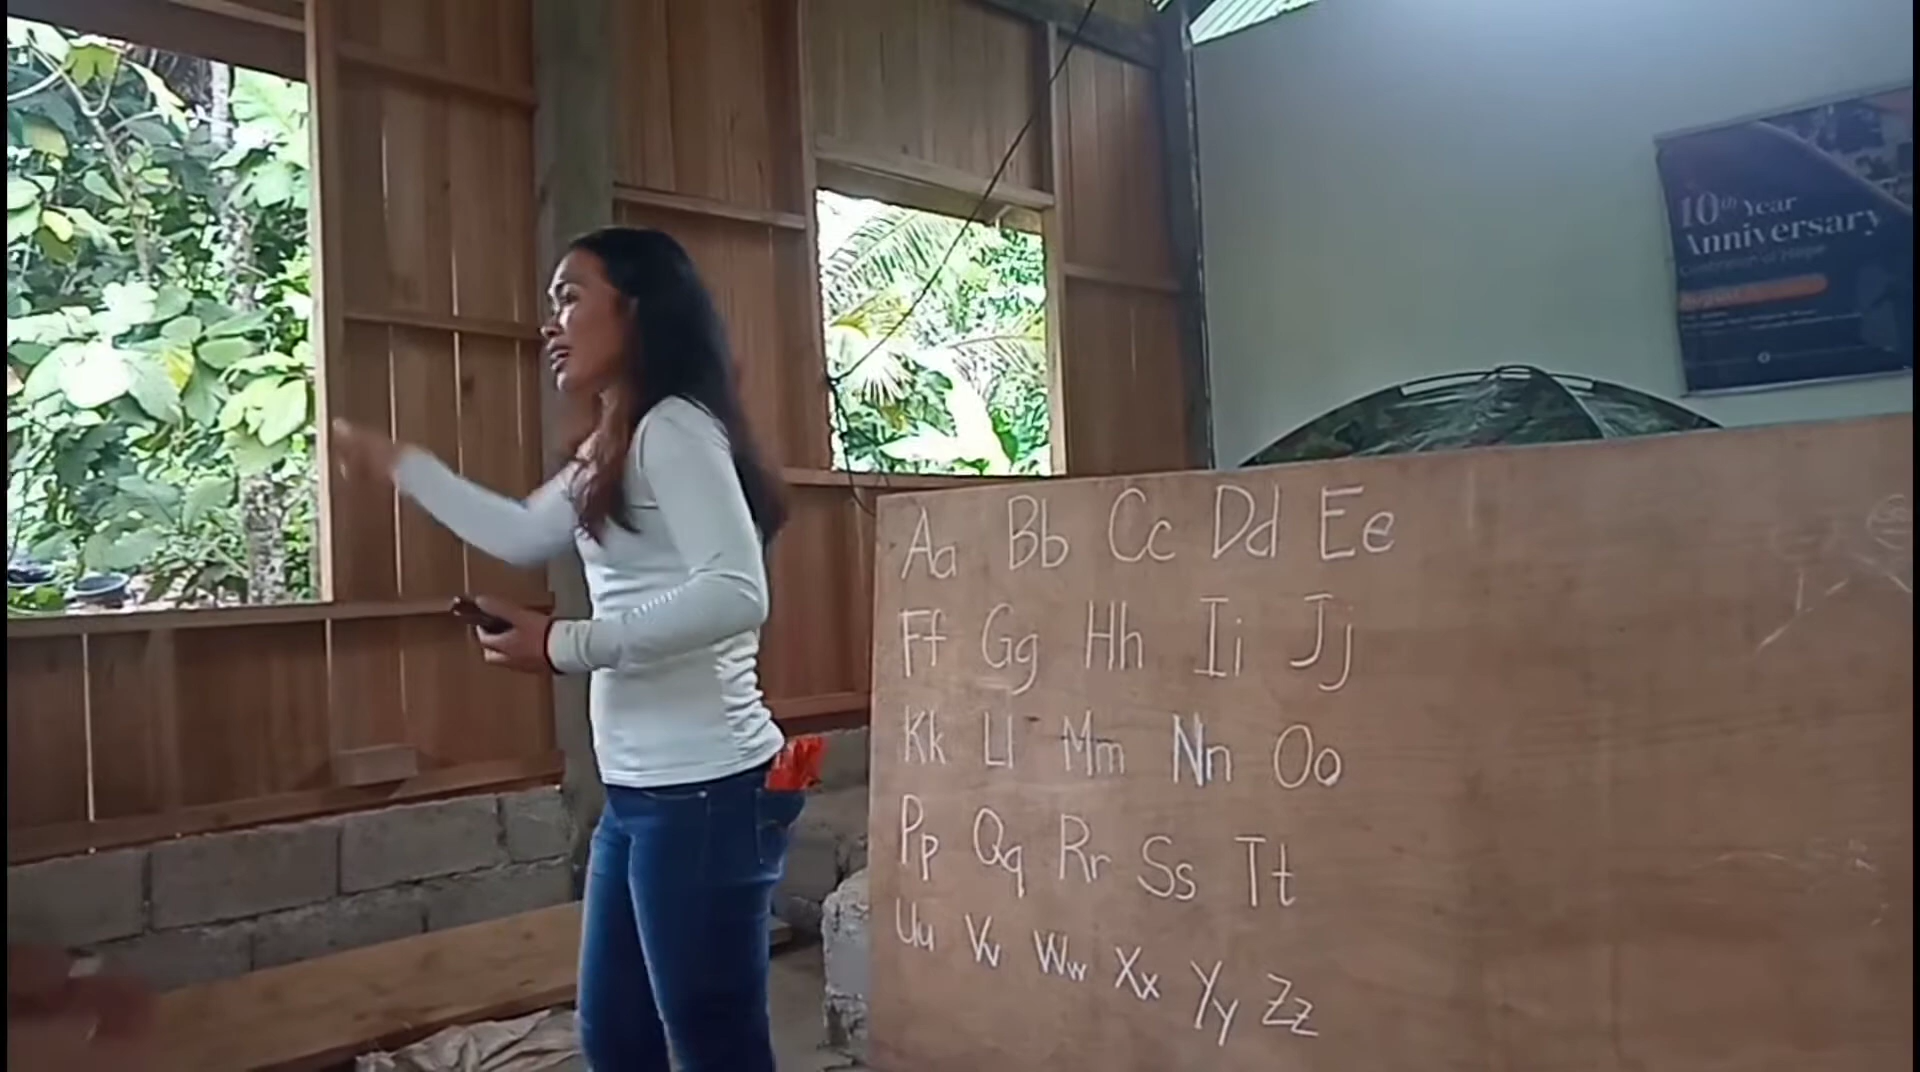 10th Year
Anniversary
Aa Bb Cc Dd Ee
Ff Gg Hh Ii Jj
Kk Ll Mm Nn Oo
Pp Qq Rr Ss Tt
Uu Vv Ww Xx Yy Zz